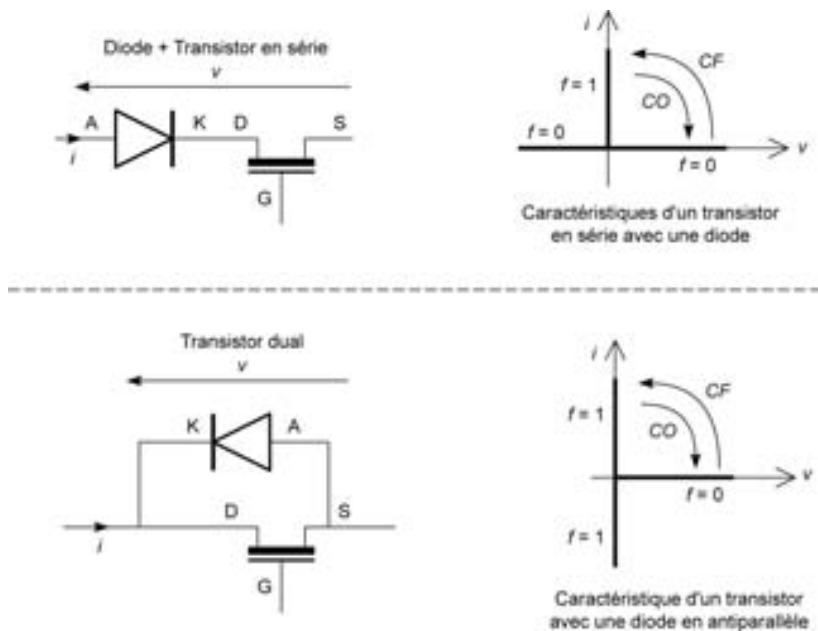 Diode + Transistor en série
v
A
K
D
S
i
G
i
f = 1
CF
CO
f = 0
f = 0
v
Caractéristiques d'un transistor
en série avec une diode
Transistor dual
v
K
A
D
S
i
G
i
f = 1
CF
CO
f = 0
v
f = 1
Caractéristique d'un transistor
avec une diode en antiparallèle